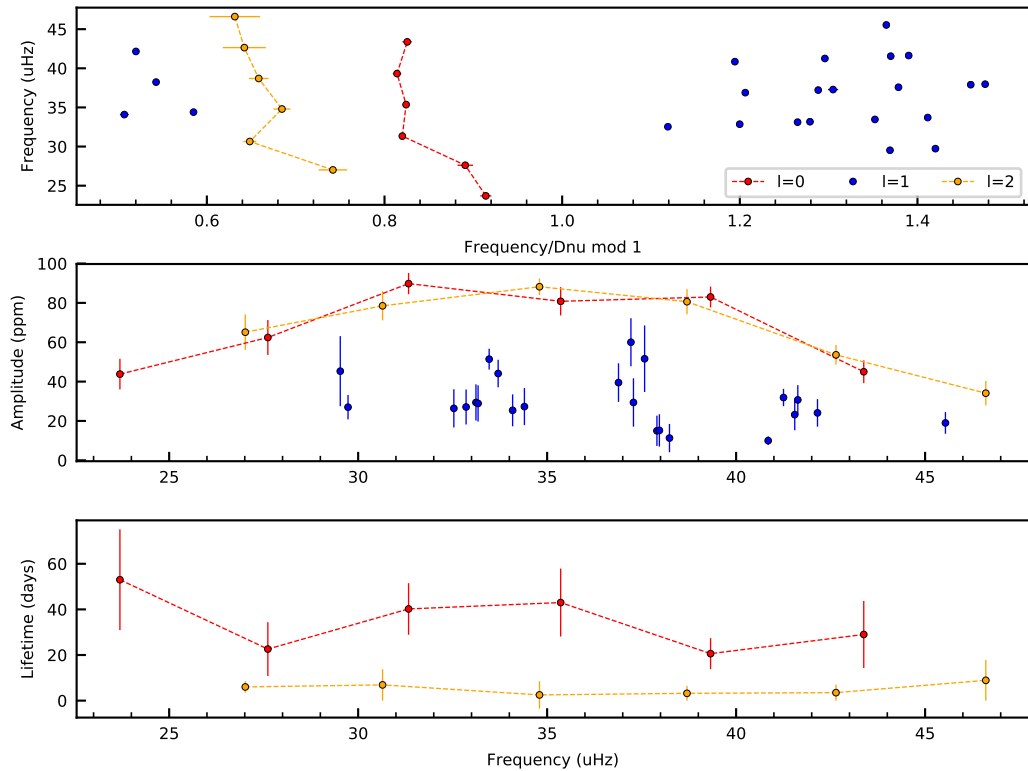 Frequency (uHz)
45
40
35
30
25
0.6 0.8 1.0 1.2 1.4
l=0 l=1 l=2
Frequency/Dnu mod 1
Amplitude (ppm)
100
80
60
40
20
0
25 30 35 40 45
Lifetime (days)
60
40
20
0
25 30 35 40 45
Frequency (uHz)